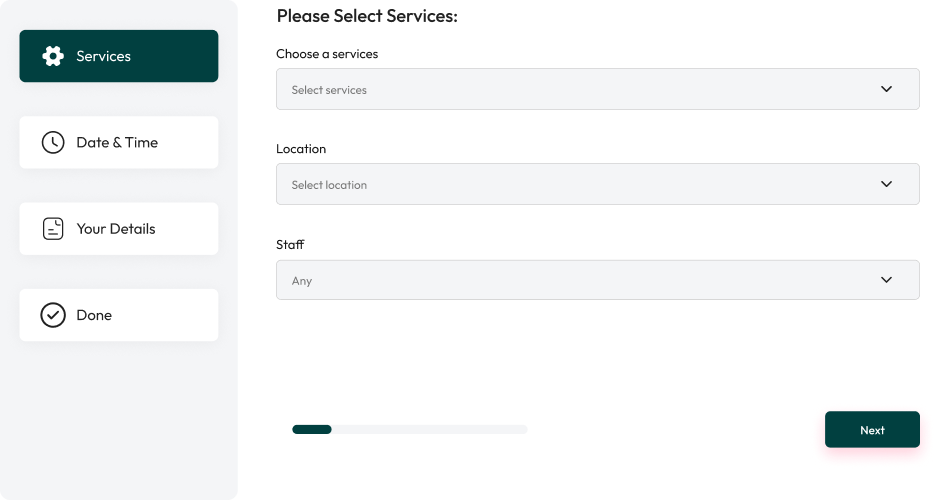 Services
Date & Time
Your Details
Done
Please Select Services:
Choose a services
Select services
Location
Select location
Staff
Any
Next